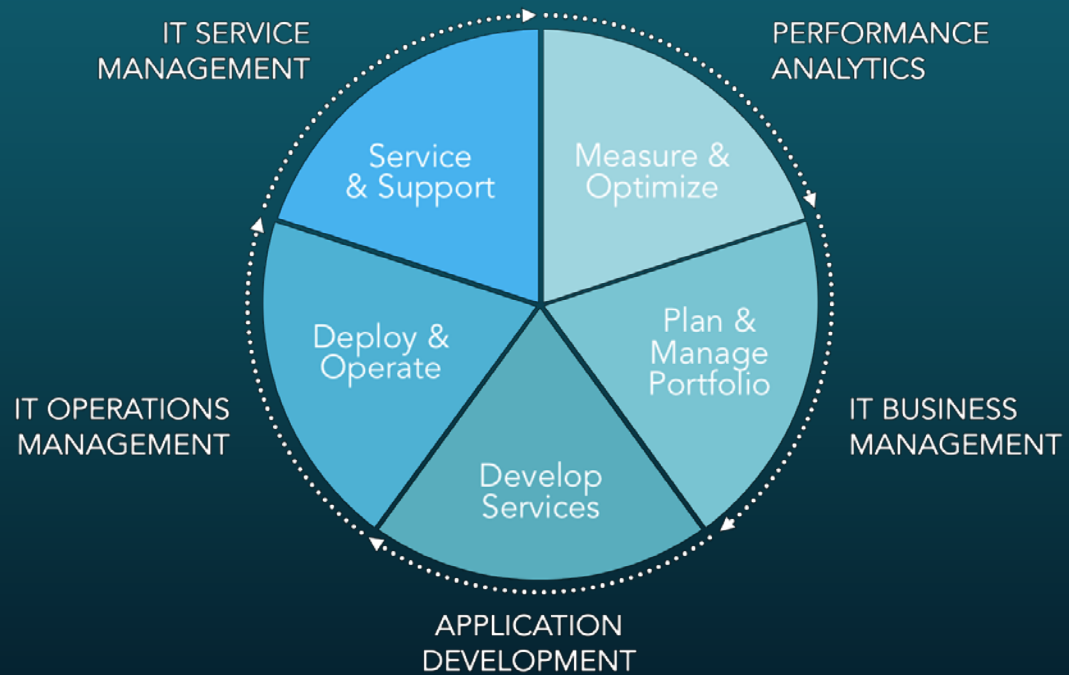 IT SERVICE
MANAGEMENT
PERFORMANCE
ANALYTICS
Service
& Support
Measure &
Optimize
Deploy &
Operate
Plan &
Manage
Portfolio
IT OPERATIONS
MANAGEMENT
IT BUSINESS
MANAGEMENT
Develop
Services
APPLICATION
DEVELOPMENT